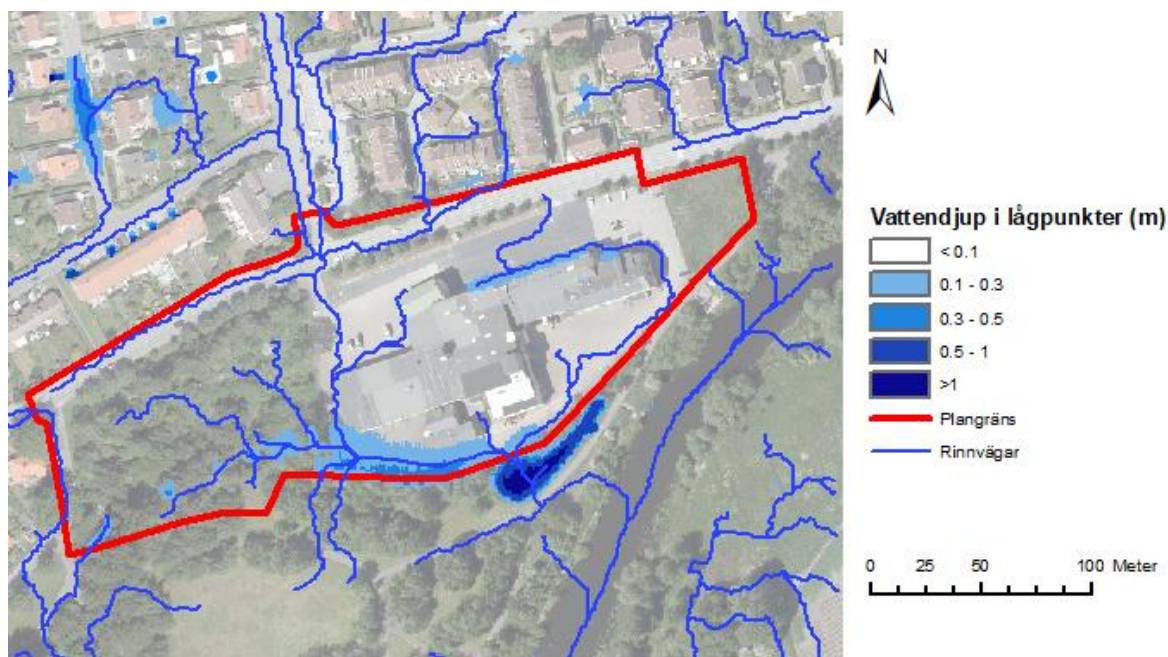 N
Vattendjup i lågpunkter (m)
< 0.1
0.1 - 0.3
0.3 - 0.5
0.5 - 1
>1
Plangräns
Rinnvägar
0 25 50 100 Meter